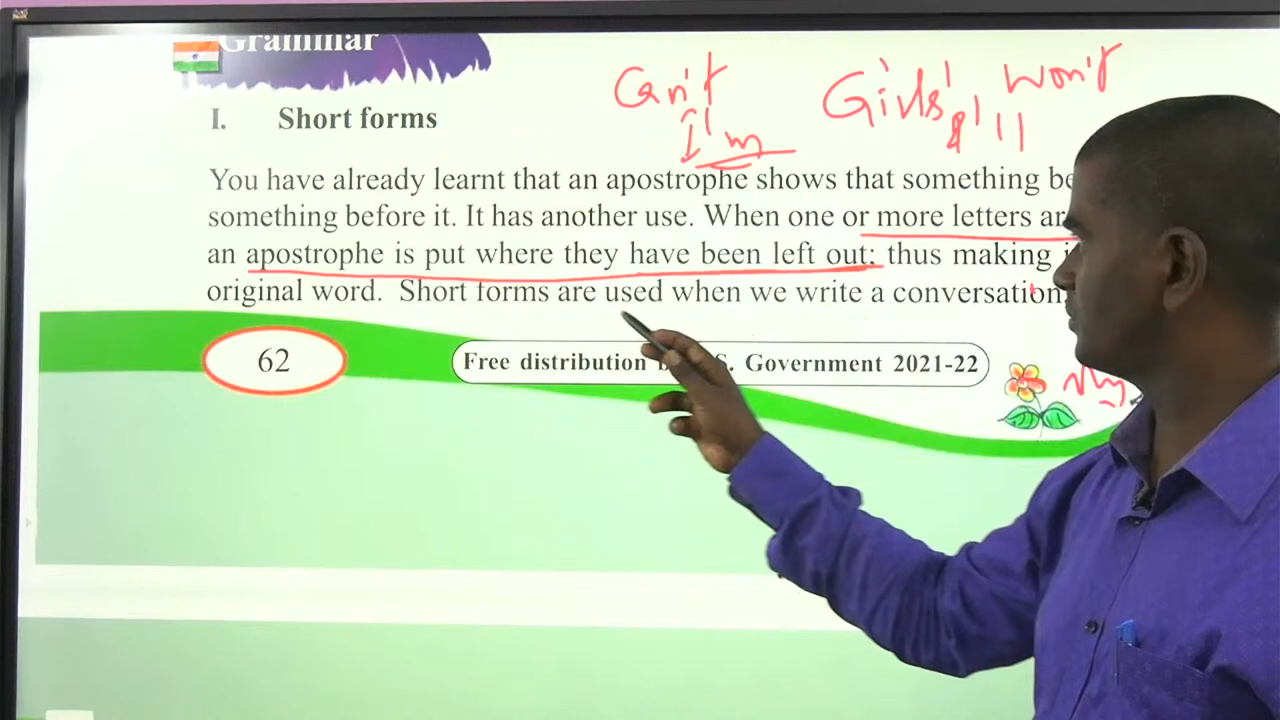 Grammar
Can't Girls' won't
I'm
I. Short forms
You have already learnt that an apostrophe shows that something be
something before it. It has another use. When one or more letters ar
an apostrophe is put where they have been left out; thus making i
original word. Short forms are used when we write a conversation
62
Free distribution S. Government 2021-22